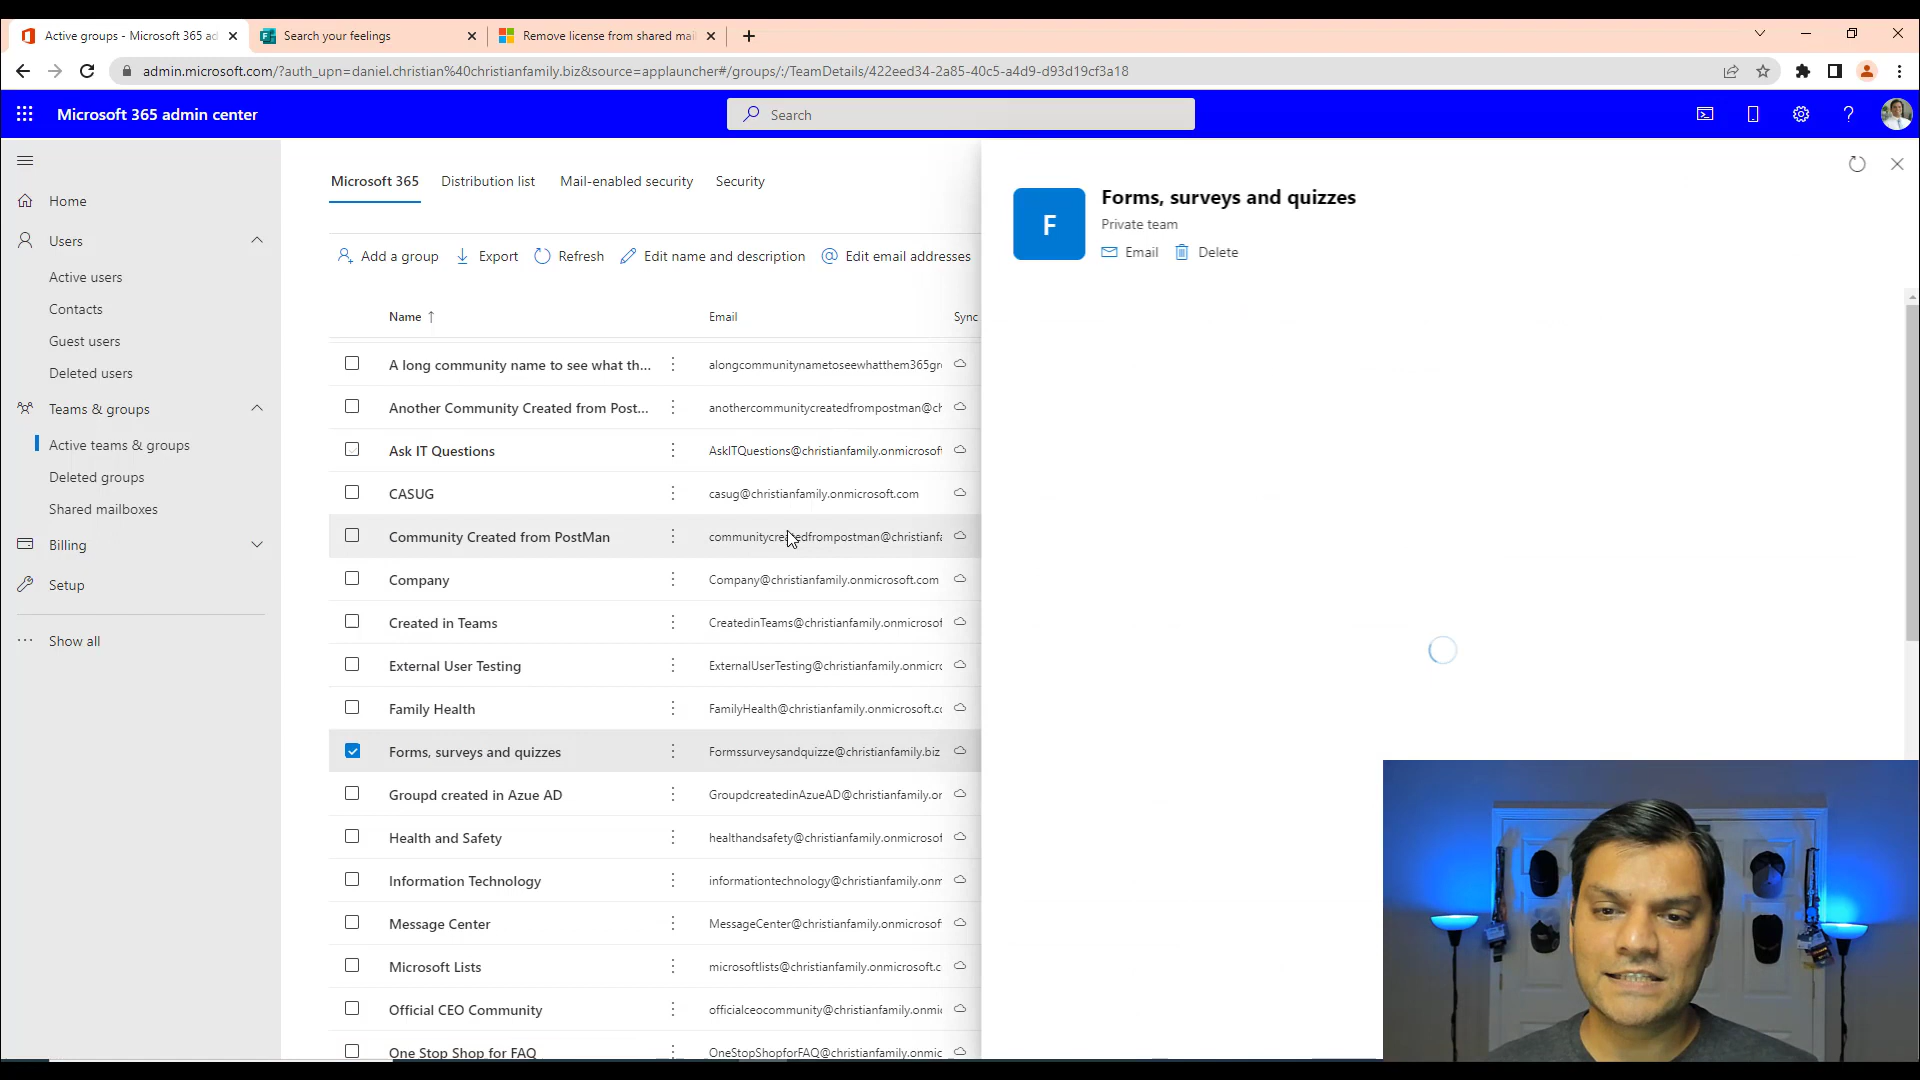 Active groups - Microsoft 365 ad
Search your feelings
Remove license from shared mai
admin.microsoft.com/?auth_upn=daniel.christian%40christianfamily.biz&source=applauncher#/groups/:/TeamDetails/422eed34-2a85-40c5-a4d9-d93d19cf3a18
Microsoft 365 admin center
Search
Home
Users
Active users
Contacts
Guest users
Deleted users
Teams & groups
Active teams & groups
Deleted groups
Shared mailboxes
Billing
Setup
Show all
Microsoft 365 Distribution list Mail-enabled security Security
Add a group Export Refresh Edit name and description Edit email addresses
Name ↑ Email Sync
A long community name to see what th... alongcommunitynametoseewhatthem365gr
Another Community Created from Post... anothercommunitycreatedfrompostman@ch
Ask IT Questions AskITQuestions@christianfamily.onmicrosoft
CASUG casug@christianfamily.onmicrosoft.com
Community Created from PostMan communitycreatedfrompostman@christianfa
Company Company@christianfamily.onmicrosoft.com
Created in Teams CreatedinTeams@christianfamily.onmicrosof
External User Testing ExternalUserTesting@christianfamily.onmicro
Family Health FamilyHealth@christianfamily.onmicrosoft.co
Forms, surveys and quizzes Formssurveysandquizze@christianfamily.biz
Groupd created in Azue AD GroupdcreatedinAzueAD@christianfamily.or
Health and Safety healthandsafety@christianfamily.onmicrosof
Information Technology informationtechnology@christianfamily.onm
Message Center MessageCenter@christianfamily.onmicrosof
Microsoft Lists microsoftlists@christianfamily.onmicrosoft.c
Official CEO Community officialceocommunity@christianfamily.onmic
One Stop Shop for FAQ OneStopShopforFAQ@christianfamily.onmic
F
Forms, surveys and quizzes
Private team
Email Delete